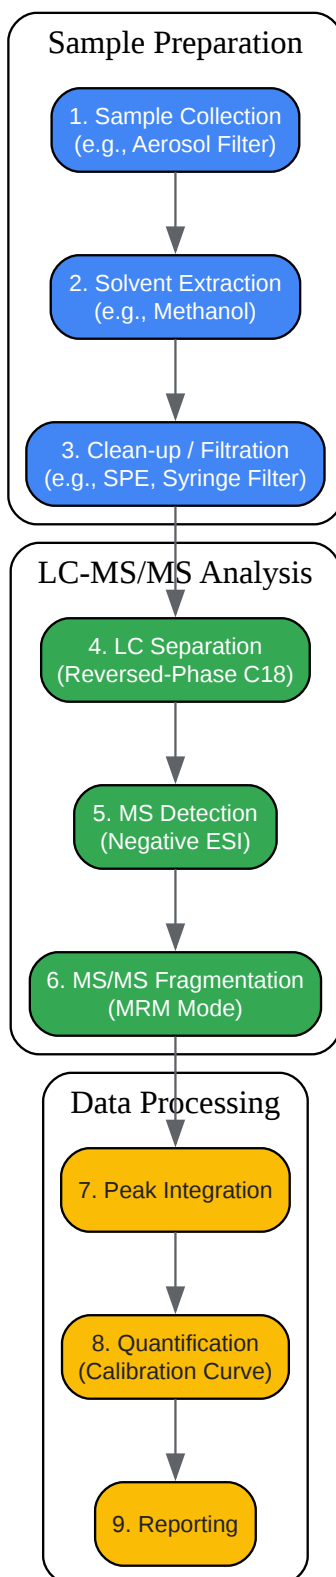 Sample Preparation
1. Sample Collection
(e.g., Aerosol Filter)
2. Solvent Extraction
(e.g., Methanol)
3. Clean-up / Filtration
(e.g., SPE, Syringe Filter)
LC-MS/MS Analysis
4. LC Separation
(Reversed-Phase C18)
5. MS Detection
(Negative ESI)
6. MS/MS Fragmentation
(MRM Mode)
Data Processing
7. Peak Integration
8. Quantification
(Calibration Curve)
9. Reporting